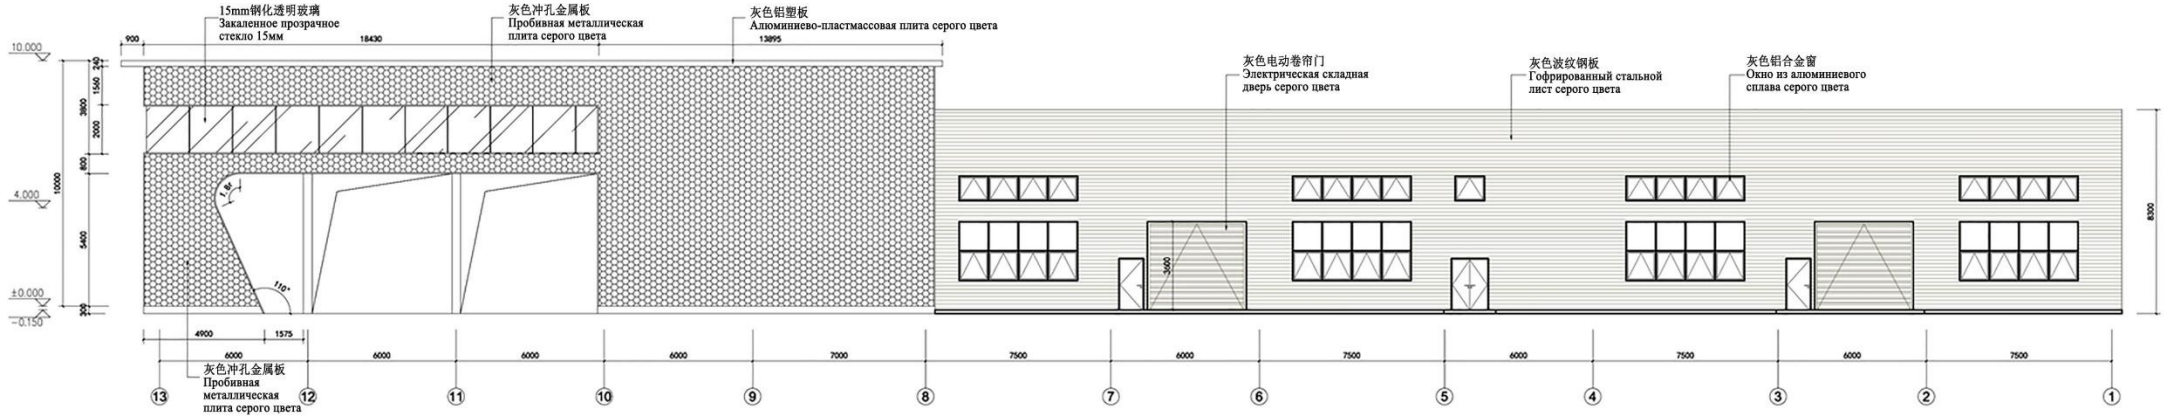 15mm钢化透明玻璃
Закаленное прозрачное
стекло 15мм
灰色冲孔金属板
Пробивная металлическая
плита серого цвета
灰色铝塑板
Алюминиево-пластмассовая плита серого цвета
900
18430
13895
灰色电动卷帘门
Электрическая складная
дверь серого цвета
灰色波纹钢板
Гофрированный стальной
лист серого цвета
灰色铝合金窗
Окно из алюминиевого
сплава серого цвета
10.000
4.000
±0.000
-0.150
10000
3800
800
5400
300
240
1560
2000
1.8r
110°
3600
8300
4900
1575
6000
6000
6000
6000
7000
7500
6000
7500
6000
7500
6000
7500
灰色冲孔金属板
Пробивная
металлическая
плита серого цвета
13
12
11
10
9
8
7
6
5
4
3
2
1